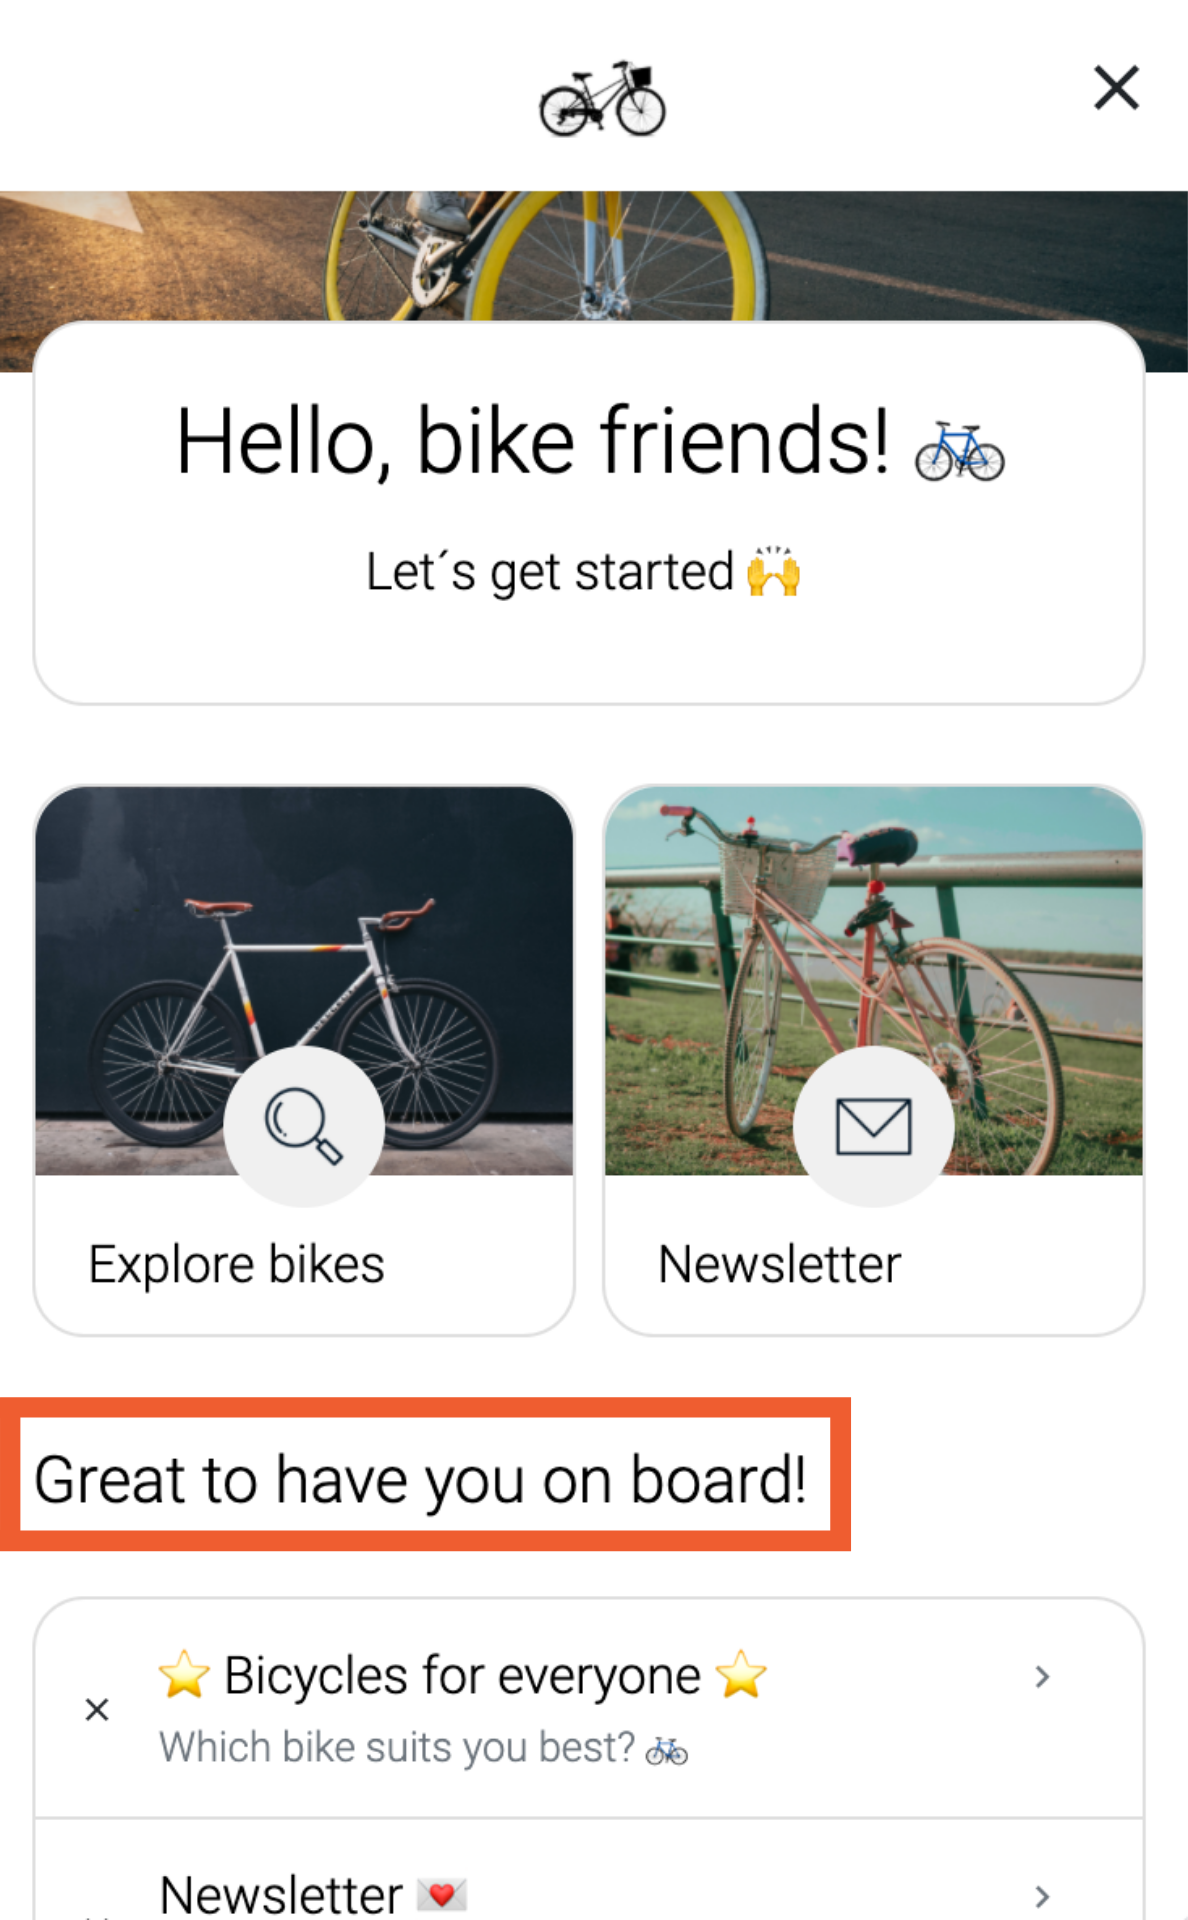 Hello, bike friends! 🚲
Let´s get started 🙌
Explore bikes
Newsletter
Great to have you on board!
⭐ Bicycles for everyone ⭐
Which bike suits you best? 🚲
Newsletter 💌